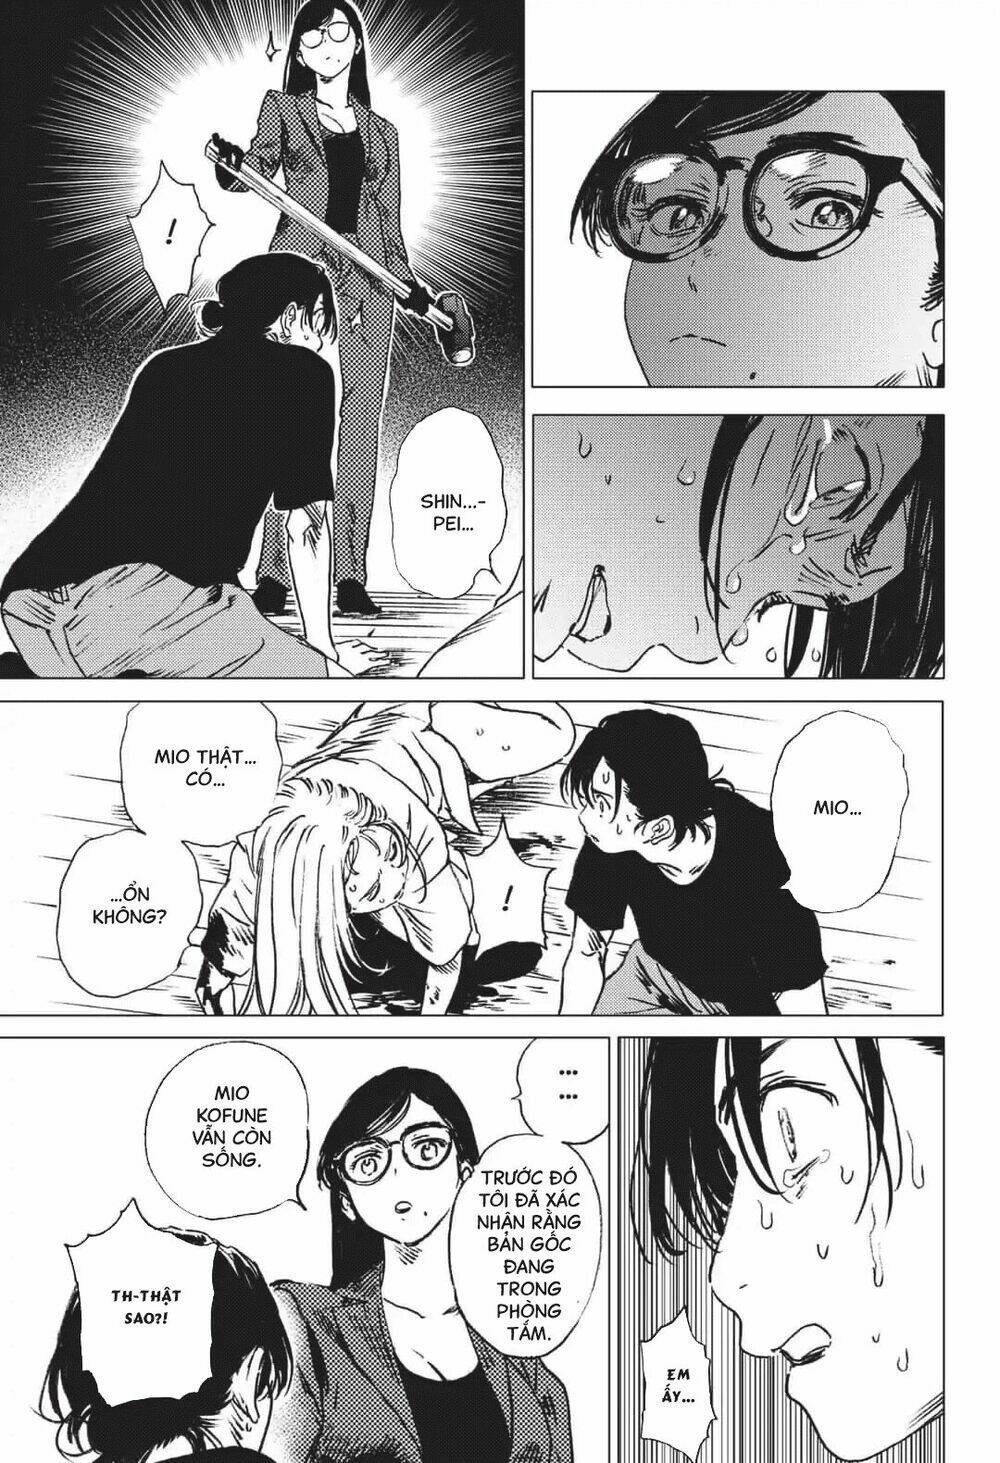 !
SHIN...-
PEI...
MIO...
!
MIO THẬT...
CÓ...
...ỔN
KHÔNG?
EM
ẤY...
...
...
TRƯỚC ĐÓ
TÔI ĐÃ XÁC
NHẬN RẰNG
BẢN GỐC
ĐANG
TRONG
PHÒNG
TẮM.
MIO
KOFUNE
VẪN CÒN
SỐNG.
TH-THẬT
SAO?!